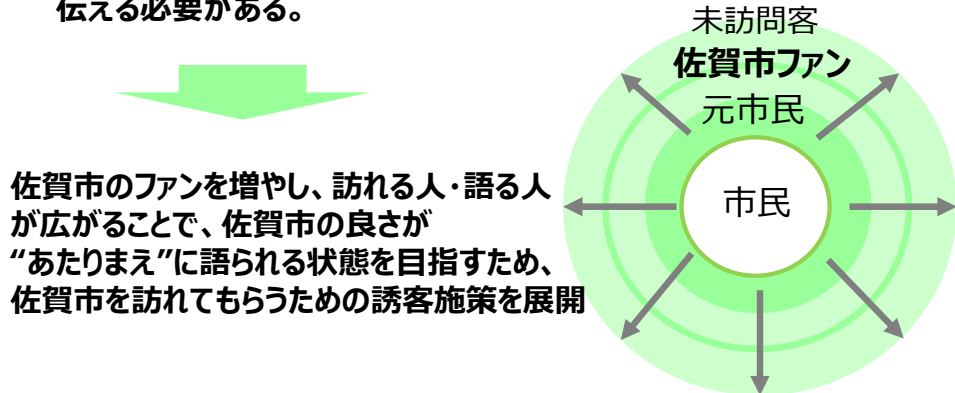 伝える必要がある。
佐賀市のファンを増やし、訪れる人・語る人
が広がることで、佐賀市の良さが
“あたりまえ”に語られる状態を目指すため、
佐賀市を訪れてもらうための誘客施策を展開
未訪問客
佐賀市ファン
元市民
市民